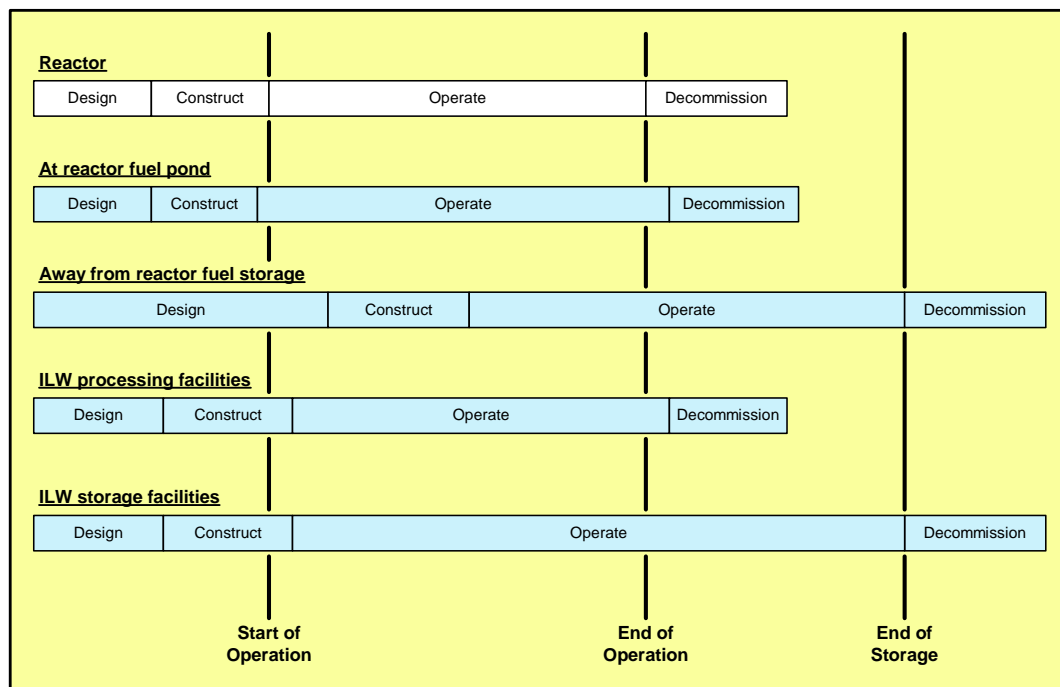 Reactor
Design Construct Operate Decommission
At reactor fuel pond
Design Construct Operate Decommission
Away from reactor fuel storage
Design Construct Operate Decommission
ILW processing facilities
Design Construct Operate Decommission
ILW storage facilities
Design Construct Operate Decommission
Start of
Operation
End of
Operation
End of
Storage